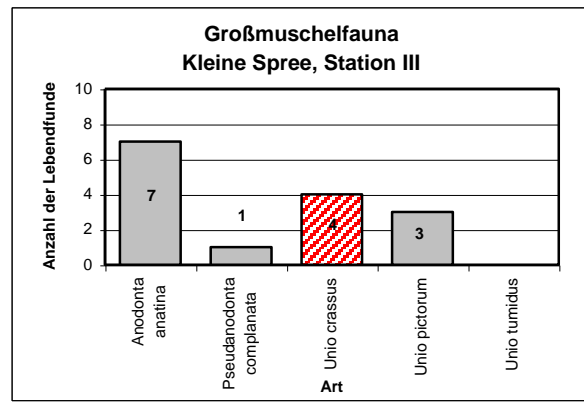 Großmuschelfauna
Kleine Spree, Station III
Anzahl der Lebendfunde
10
8
6
4
2
0
7
1
4
3
Anodonta
anatina
Pseudanodonta
complanata
Unio crassus
Unio pictorum
Unio tumidus
Art